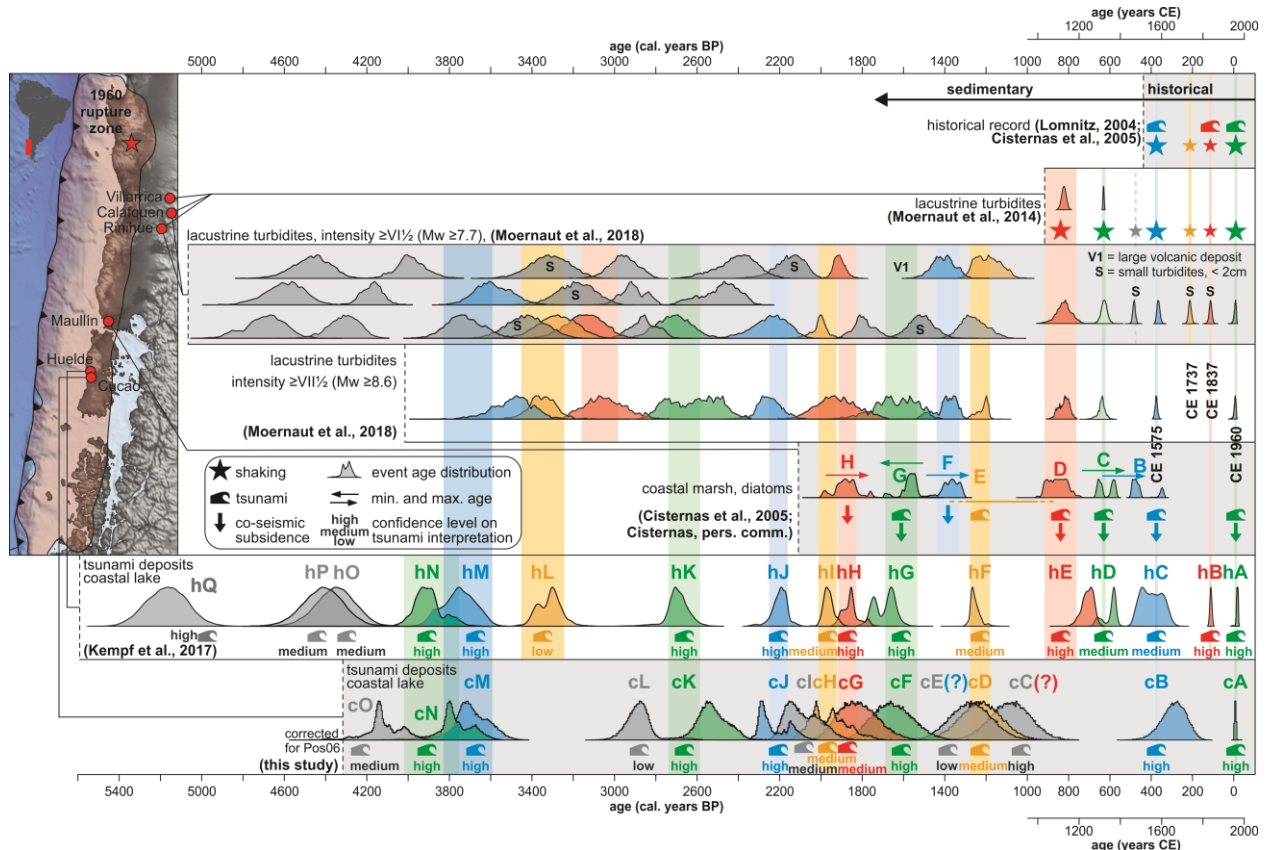 age (years CE)
1200 1600 2000
age (cal. years BP)
5000 4600 4200 3800 3400 3000 2600 2200 1800 1400 1000 800 600 400 200 0
1960
rupture
zone
Villarrica
Calafquen
Riñihue
Maullín
Huelde
Cucao
sedimentary historical
historical record (Lomnitz, 2004;
Cisternas et al., 2005)
lacustrine turbidites
(Moernaut et al., 2014)
lacustrine turbidites, intensity ≥VI½ (Mw ≥7.7), (Moernaut et al., 2018)
V1 = large volcanic deposit
S = small turbidites, < 2cm
S S V1
S S S S
S S
lacustrine turbidites
intensity ≥VII½ (Mw ≥8.6)
(Moernaut et al., 2018)
CE 1575
CE 1737
CE 1837
CE 1960
shaking
tsunami
co-seismic
subsidence
event age distribution
min. and max. age
high
medium
low
confidence level on
tsunami interpretation
coastal marsh, diatoms
(Cisternas et al., 2005;
Cisternas, pers. comm.)
H G F E D C B
tsunami deposits
coastal lake
hQ hP hO hN hM hL hK hJ hI hH hG hF hE hD hC hB hA
high medium medium high high low high high medium high high medium high medium medium high high
(Kempf et al., 2017)
tsunami deposits
coastal lake
cO cN cM cL cK cJ cI cH cG cF cE(?) cD cC(?) cB cA
corrected
for Pos06
(this study)
medium high high low high high medium medium medium high low medium high high high
5400 5000 4600 4200 3800 3400 3000 2600 2200 1800 1400 1000 800 600 400 200 0
age (cal. years BP)
1200 1600 2000
age (years CE)